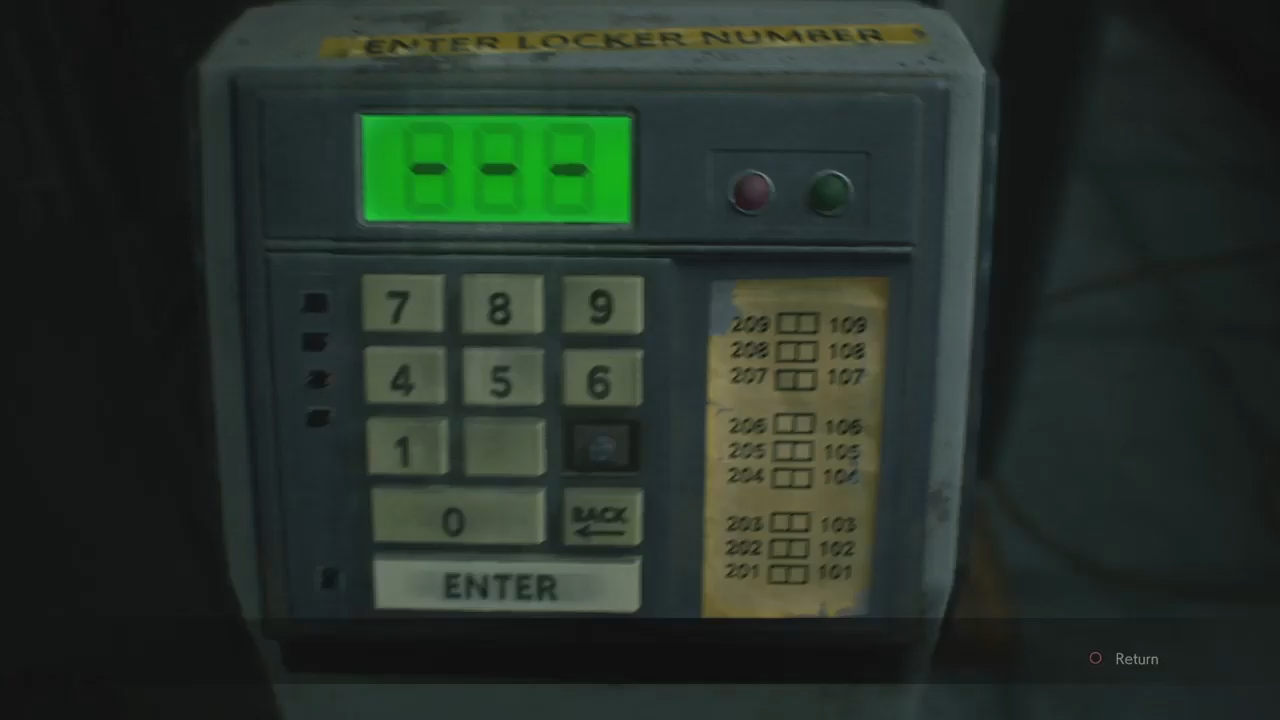 ENTER LOCKER NUMBER
- - -
7 8 9
4 5 6
1
0 BACK
ENTER
209 109
208 108
207 107
206 106
205 105
204 104
203 103
202 102
201 101
Return